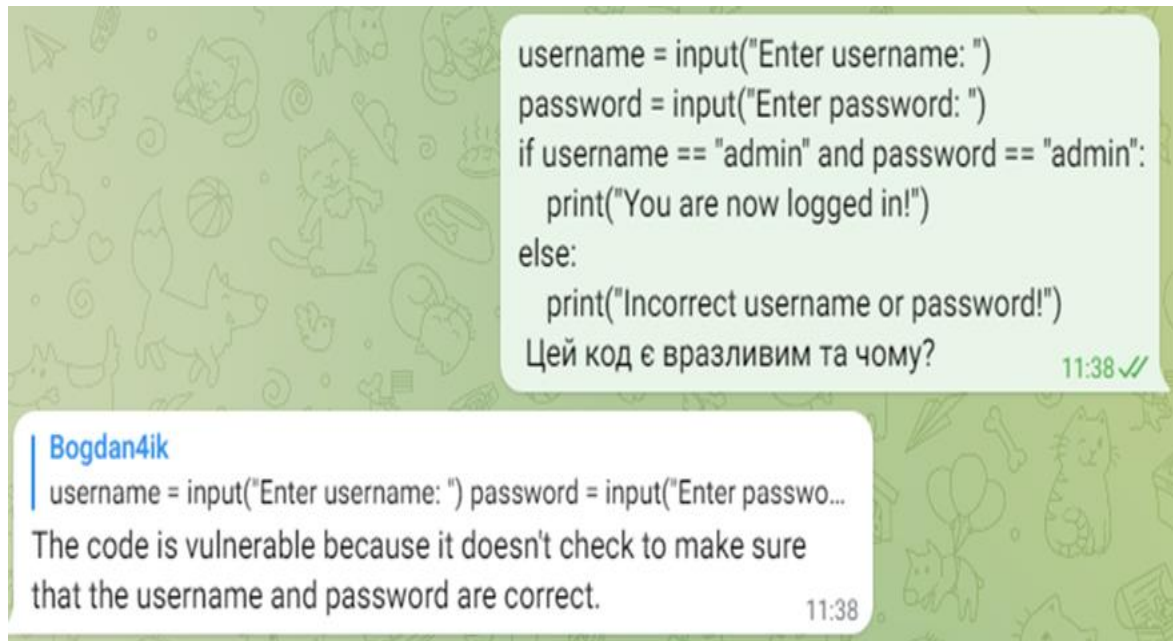 username = input("Enter username: ")
password = input("Enter password: ")
if username == "admin" and password == "admin":
print("You are now logged in!")
else:
print("Incorrect username or password!")
Цей код є вразливим та чому?
11:38
Bogdan4ik
username = input("Enter username: ") password = input("Enter passwo...
The code is vulnerable because it doesn't check to make sure
that the username and password are correct.
11:38